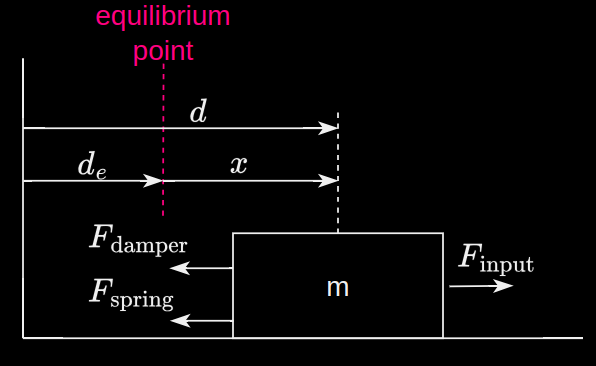 equilibrium
point
d
d_e
x
F_damper
F_spring
m
F_input